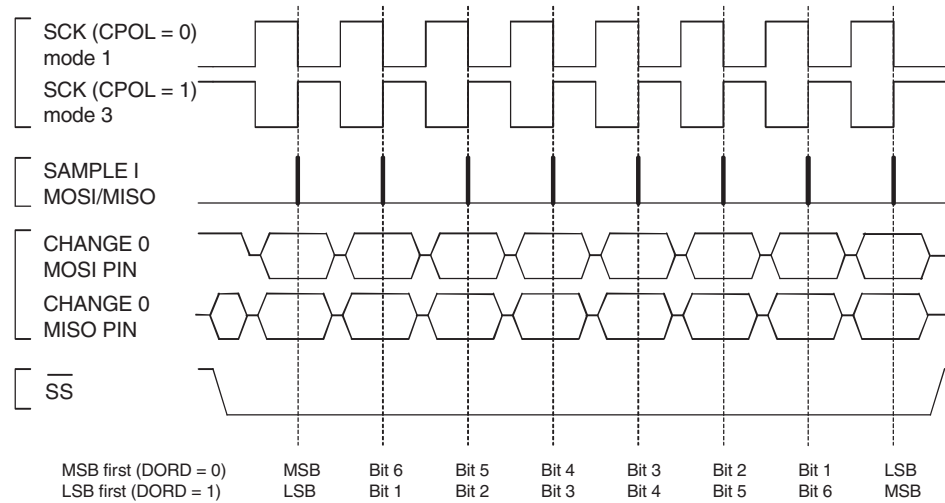 SCK (CPOL = 0)
mode 1
SCK (CPOL = 1)
mode 3
SAMPLE I
MOSI/MISO
CHANGE 0
MOSI PIN
CHANGE 0
MISO PIN
SS
MSB first (DORD = 0) MSB Bit 6 Bit 5 Bit 4 Bit 3 Bit 2 Bit 1 LSB
LSB first (DORD = 1) LSB Bit 1 Bit 2 Bit 3 Bit 4 Bit 5 Bit 6 MSB